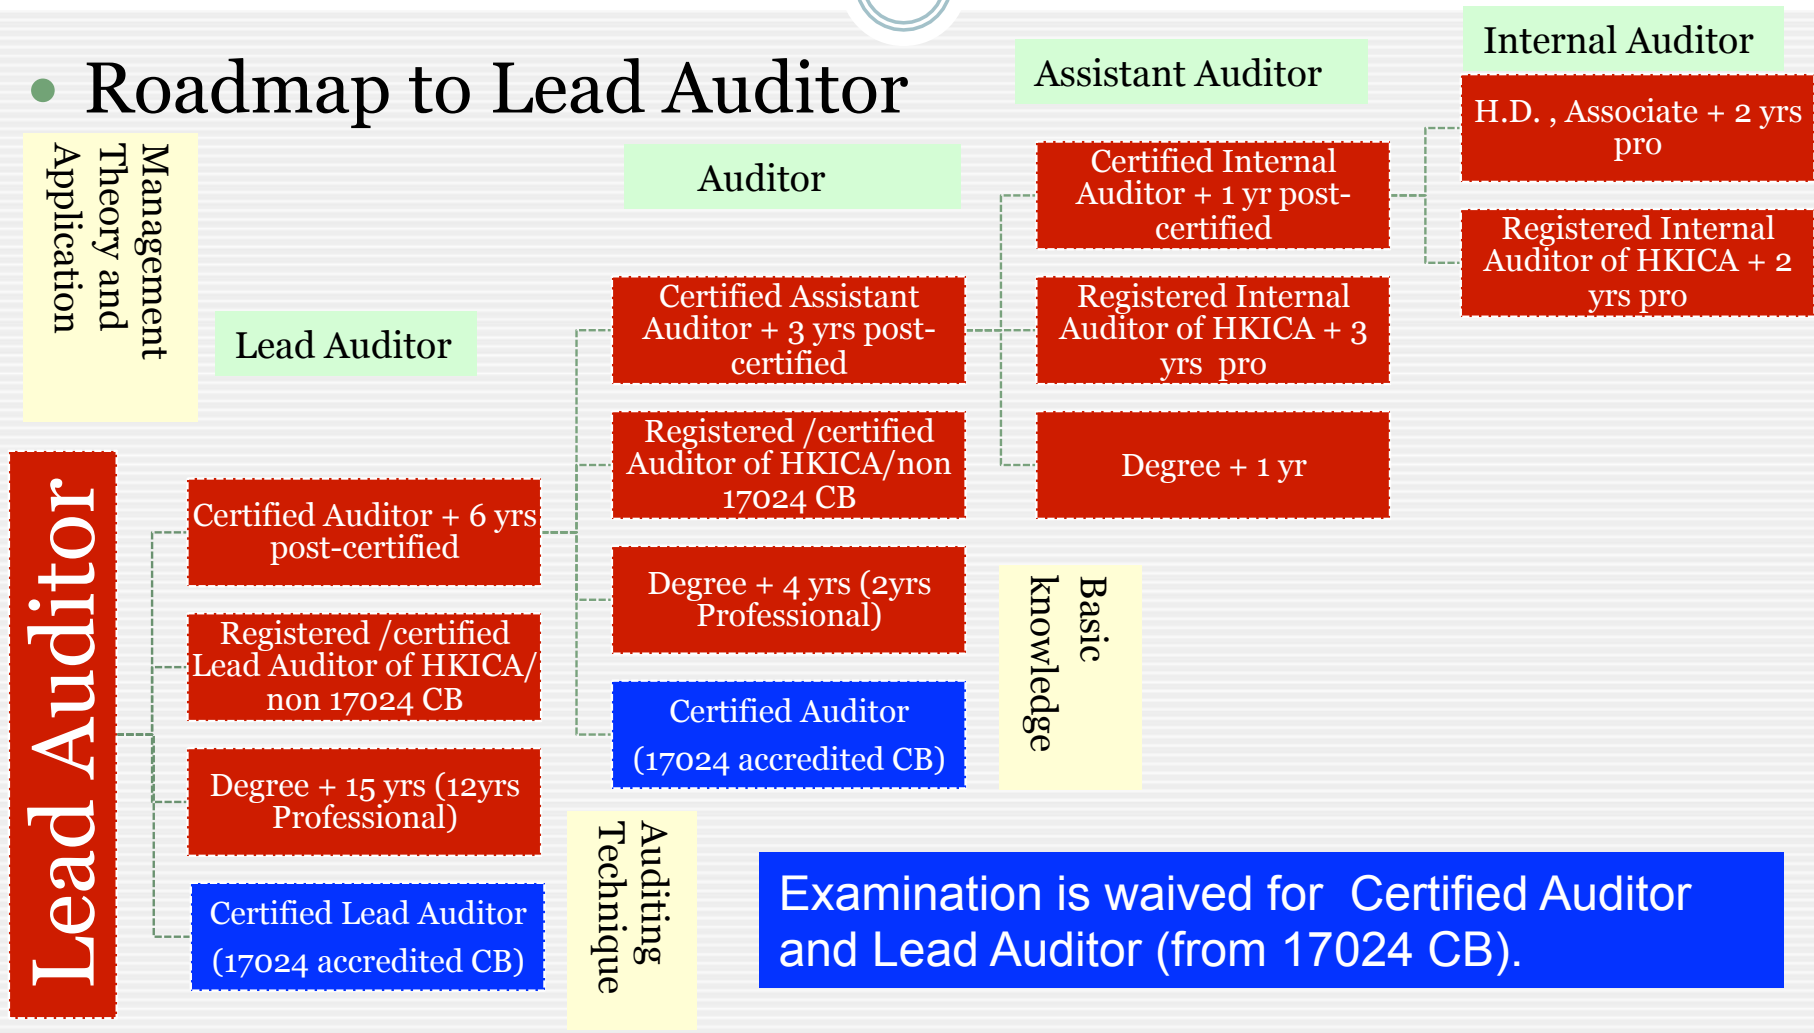 • Roadmap to Lead Auditor
Management
Theory and
Application
Lead Auditor
Lead Auditor
Certified Auditor + 6 yrs
post-certified
Registered /certified
Lead Auditor of HKICA/
non 17024 CB
Degree + 15 yrs (12yrs
Professional)
Certified Lead Auditor
(17024 accredited CB)
Auditing
Technique
Auditor
Certified Assistant
Auditor + 3 yrs post-
certified
Registered /certified
Auditor of HKICA/non
17024 CB
Degree + 4 yrs (2yrs
Professional)
Certified Auditor
(17024 accredited CB)
Basic
knowledge
Assistant Auditor
Certified Internal
Auditor + 1 yr post-
certified
Registered Internal
Auditor of HKICA + 3
yrs  pro
Degree + 1 yr
Internal Auditor
H.D. , Associate + 2 yrs
pro
Registered Internal
Auditor of HKICA + 2
yrs pro
Examination is waived for  Certified Auditor
and Lead Auditor (from 17024 CB).